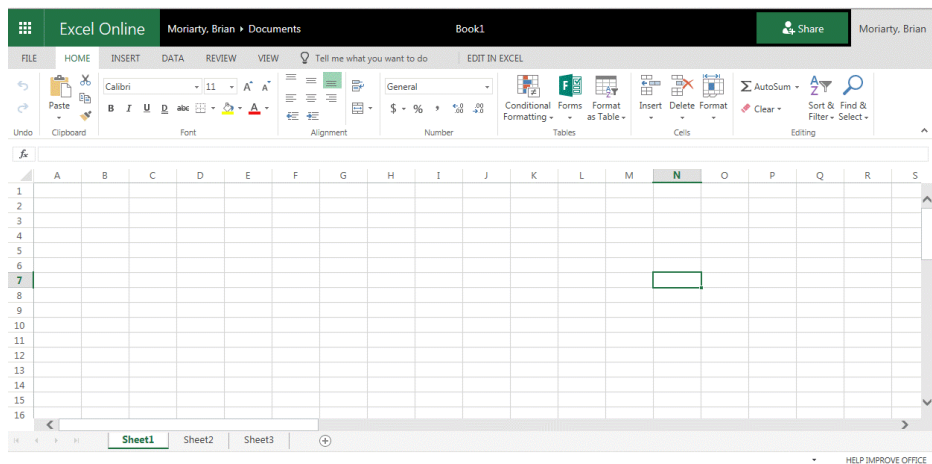 Excel Online Moriarty, Brian ▸ Documents Book1 Share Moriarty, Brian
FILE HOME INSERT DATA REVIEW VIEW Tell me what you want to do EDIT IN EXCEL
Calibri 11 General AutoSum
Paste B I U D abc A $ % , .0 .00 Conditional Formatting Forms Format as Table Insert Delete Format Clear Sort & Filter Find & Select
Undo Clipboard Font Alignment Number Tables Cells Editing
fx
A B C D E F G H I J K L M N O P Q R S
1
2
3
4
5
6
7
8
9
10
11
12
13
14
15
16
Sheet1 Sheet2 Sheet3
HELP IMPROVE OFFICE